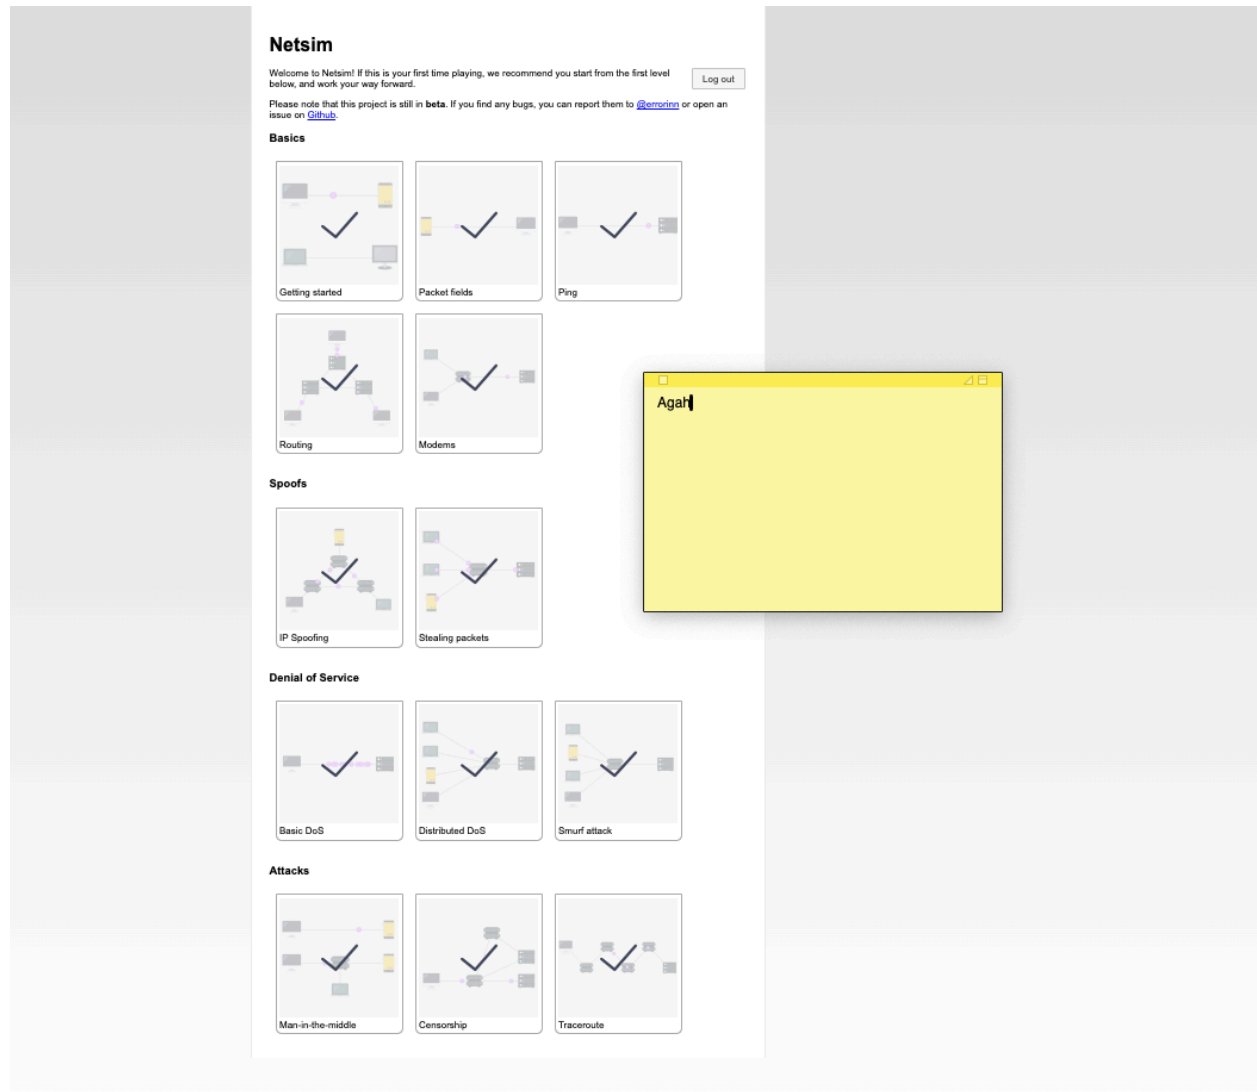 Netsim
Welcome to Netsim! If this is your first time playing, we recommend you start from the first level
below, and work your way forward.
Log out
Please note that this project is still in beta. If you find any bugs, you can report them to @errorinn or open an
issue on Github.
Basics
Getting started
Packet fields
Ping
Routing
Modems
Agah
Spoofs
IP Spoofing
Stealing packets
Denial of Service
Basic DoS
Distributed DoS
Smurf attack
Attacks
Man-in-the-middle
Censorship
Traceroute